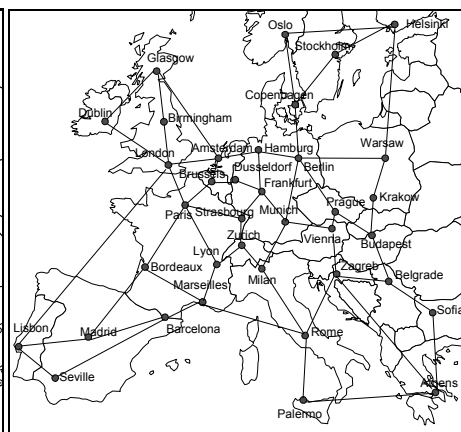 Oslo
Helsinki
Stockholm
Glasgow
Copenhagen
Dublin
Birmingham
London
Amsterdam
Hamburg
Warsaw
Berlin
Brussels
Dusseldorf
Frankfurt
Krakow
Paris
Strasbourg
Munich
Prague
Zurich
Vienna
Budapest
Lyon
Bordeaux
Milan
Zagreb
Belgrade
Marseilles
Lisbon
Madrid
Barcelona
Rome
Sofia
Seville
Athens
Palermo